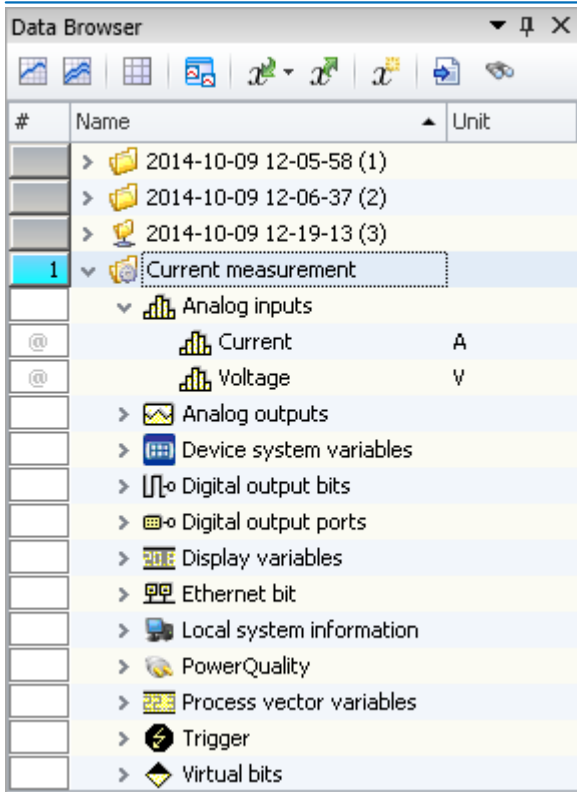 Data Browser
# Name Unit
2014-10-09 12-05-58 (1)
2014-10-09 12-06-37 (2)
2014-10-09 12-19-13 (3)
1 Current measurement
Analog inputs
@ Current A
@ Voltage V
Analog outputs
Device system variables
Digital output bits
Digital output ports
Display variables
Ethernet bit
Local system information
PowerQuality
Process vector variables
Trigger
Virtual bits